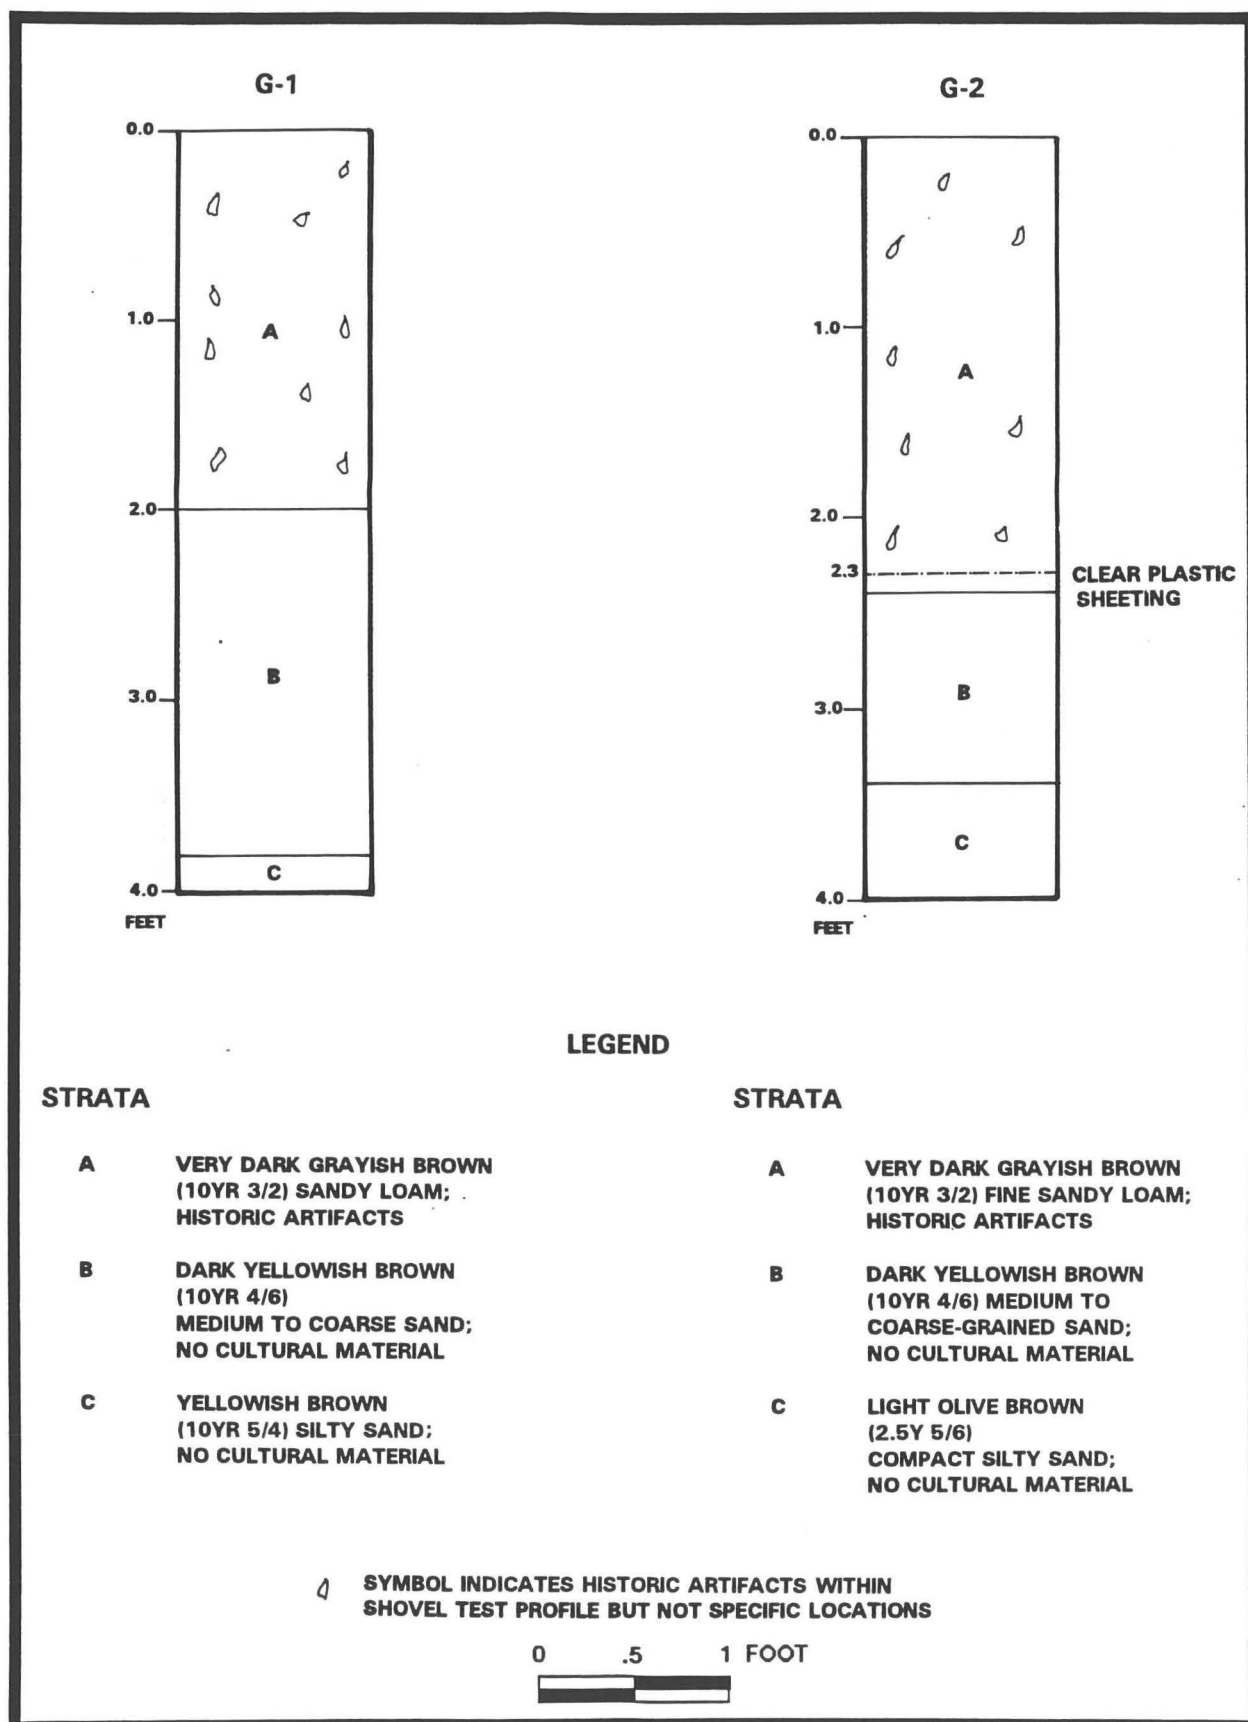 G-1
0.0
1.0
A
2.0
B
3.0
C
4.0
FEET
G-2
0.0
1.0
A
2.0
2.3
CLEAR PLASTIC
SHEETING
B
3.0
C
4.0
FEET
LEGEND
STRATA
A
VERY DARK GRAYISH BROWN
(10YR 3/2) SANDY LOAM;
HISTORIC ARTIFACTS
B
DARK YELLOWISH BROWN
(10YR 4/6)
MEDIUM TO COARSE SAND;
NO CULTURAL MATERIAL
C
YELLOWISH BROWN
(10YR 5/4) SILTY SAND;
NO CULTURAL MATERIAL
STRATA
A
VERY DARK GRAYISH BROWN
(10YR 3/2) FINE SANDY LOAM;
HISTORIC ARTIFACTS
B
DARK YELLOWISH BROWN
(10YR 4/6) MEDIUM TO
COARSE-GRAINED SAND;
NO CULTURAL MATERIAL
C
LIGHT OLIVE BROWN
(2.5Y 5/6)
COMPACT SILTY SAND;
NO CULTURAL MATERIAL
SYMBOL INDICATES HISTORIC ARTIFACTS WITHIN
SHOVEL TEST PROFILE BUT NOT SPECIFIC LOCATIONS
0 .5 1 FOOT